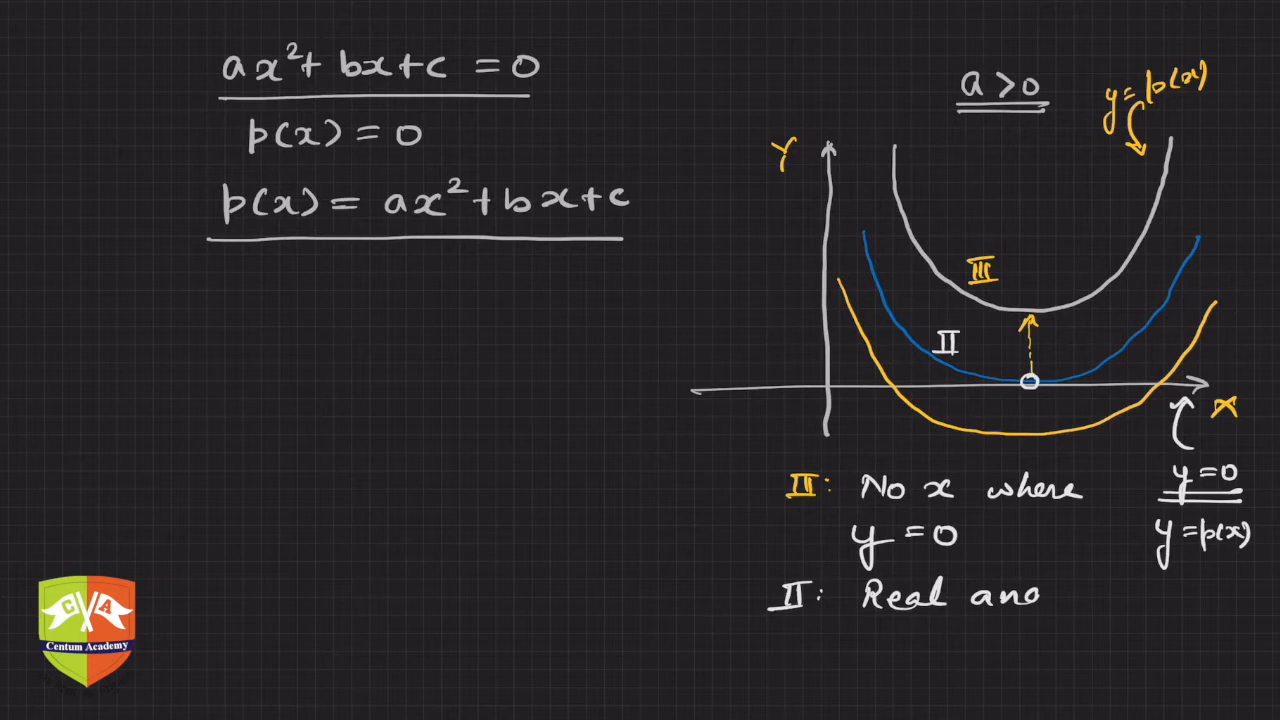 ax²+ bx+c = 0
p(x) = 0
p(x) = ax²+bx+c
a >0
y = p(x)
Y
III
II
X
III: No x where
y = 0
y=0
y=p(x)
II: Real ano
C A
Centum Academy